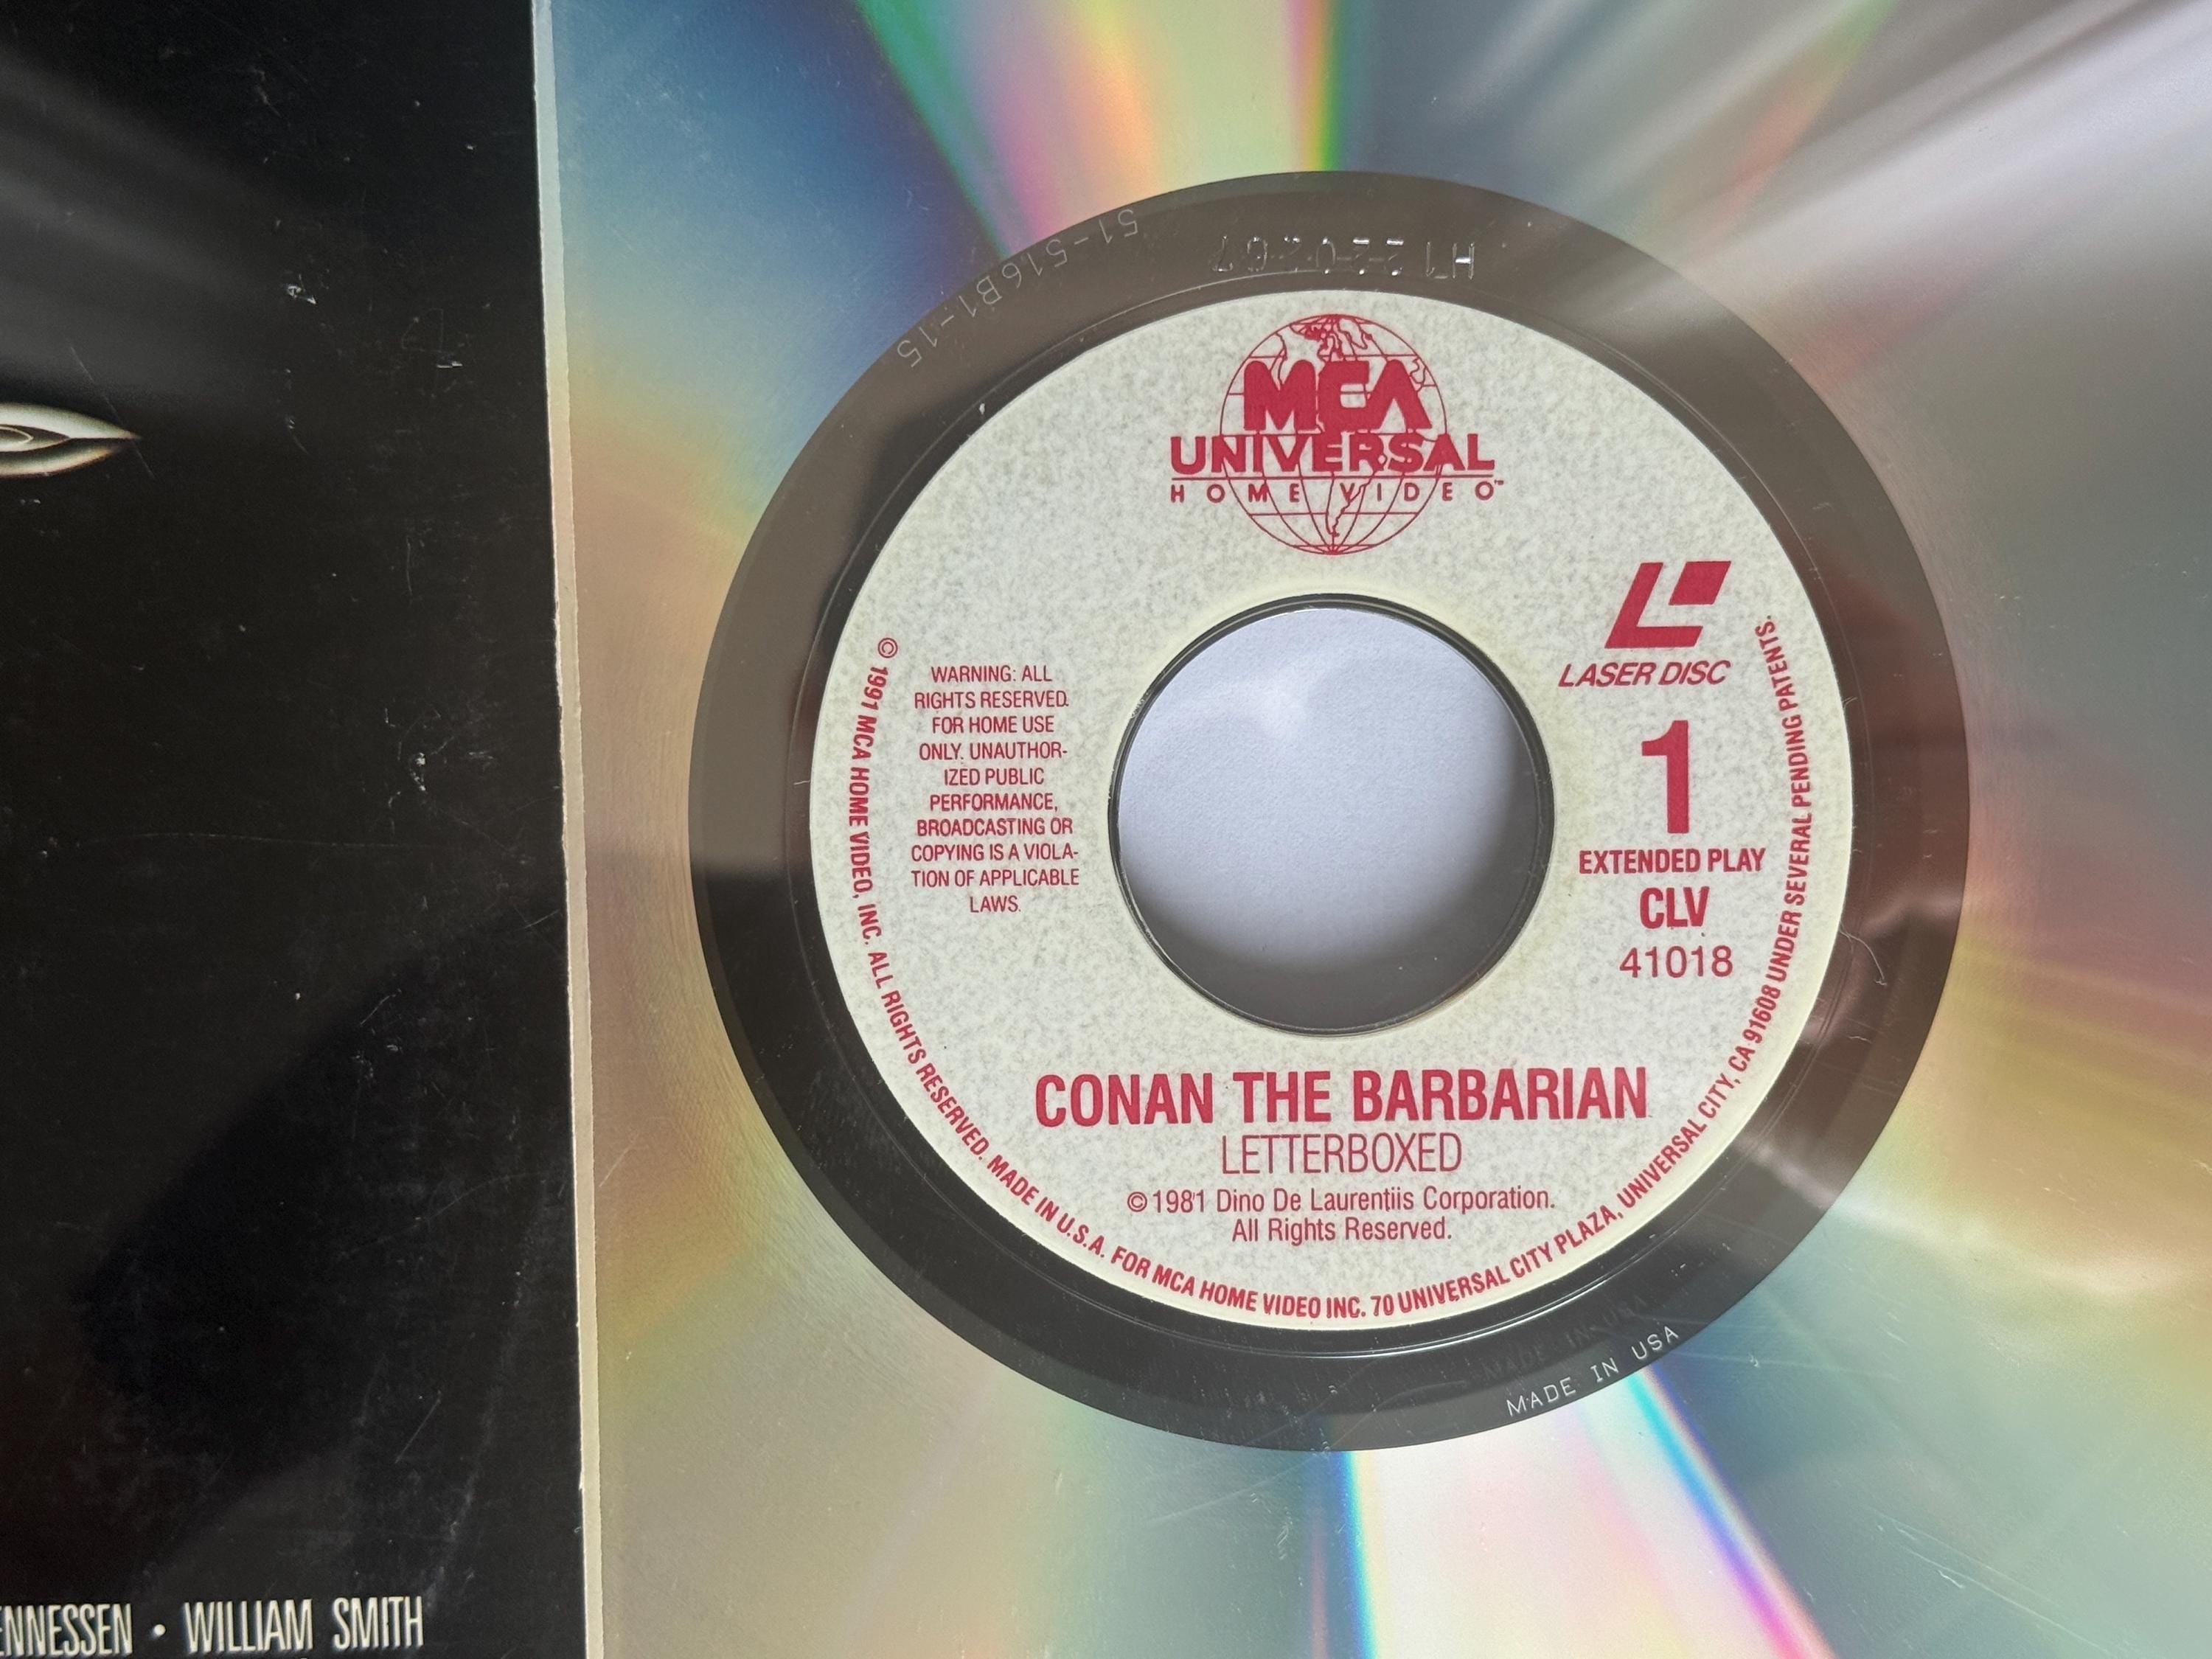 51-516B1-15
MCA
UNIVERSAL
HOME VIDEO™
LASER DISC
1
EXTENDED PLAY
CLV
41018
WARNING: ALL
RIGHTS RESERVED.
FOR HOME USE
ONLY. UNAUTHOR-
IZED PUBLIC
PERFORMANCE,
BROADCASTING OR
COPYING IS A VIOLA-
TION OF APPLICABLE
LAWS.
CONAN THE BARBARIAN
LETTERBOXED
©1981 Dino De Laurentiis Corporation.
All Rights Reserved.
© 1991 MCA HOME VIDEO, INC. ALL RIGHTS RESERVED. MADE IN U.S.A. FOR MCA HOME VIDEO INC. 70 UNIVERSAL CITY PLAZA, UNIVERSAL CITY, CA 91608 UNDER SEVERAL PENDING PATENTS.
MADE IN USA
ENNESSEN • WILLIAM SMITH